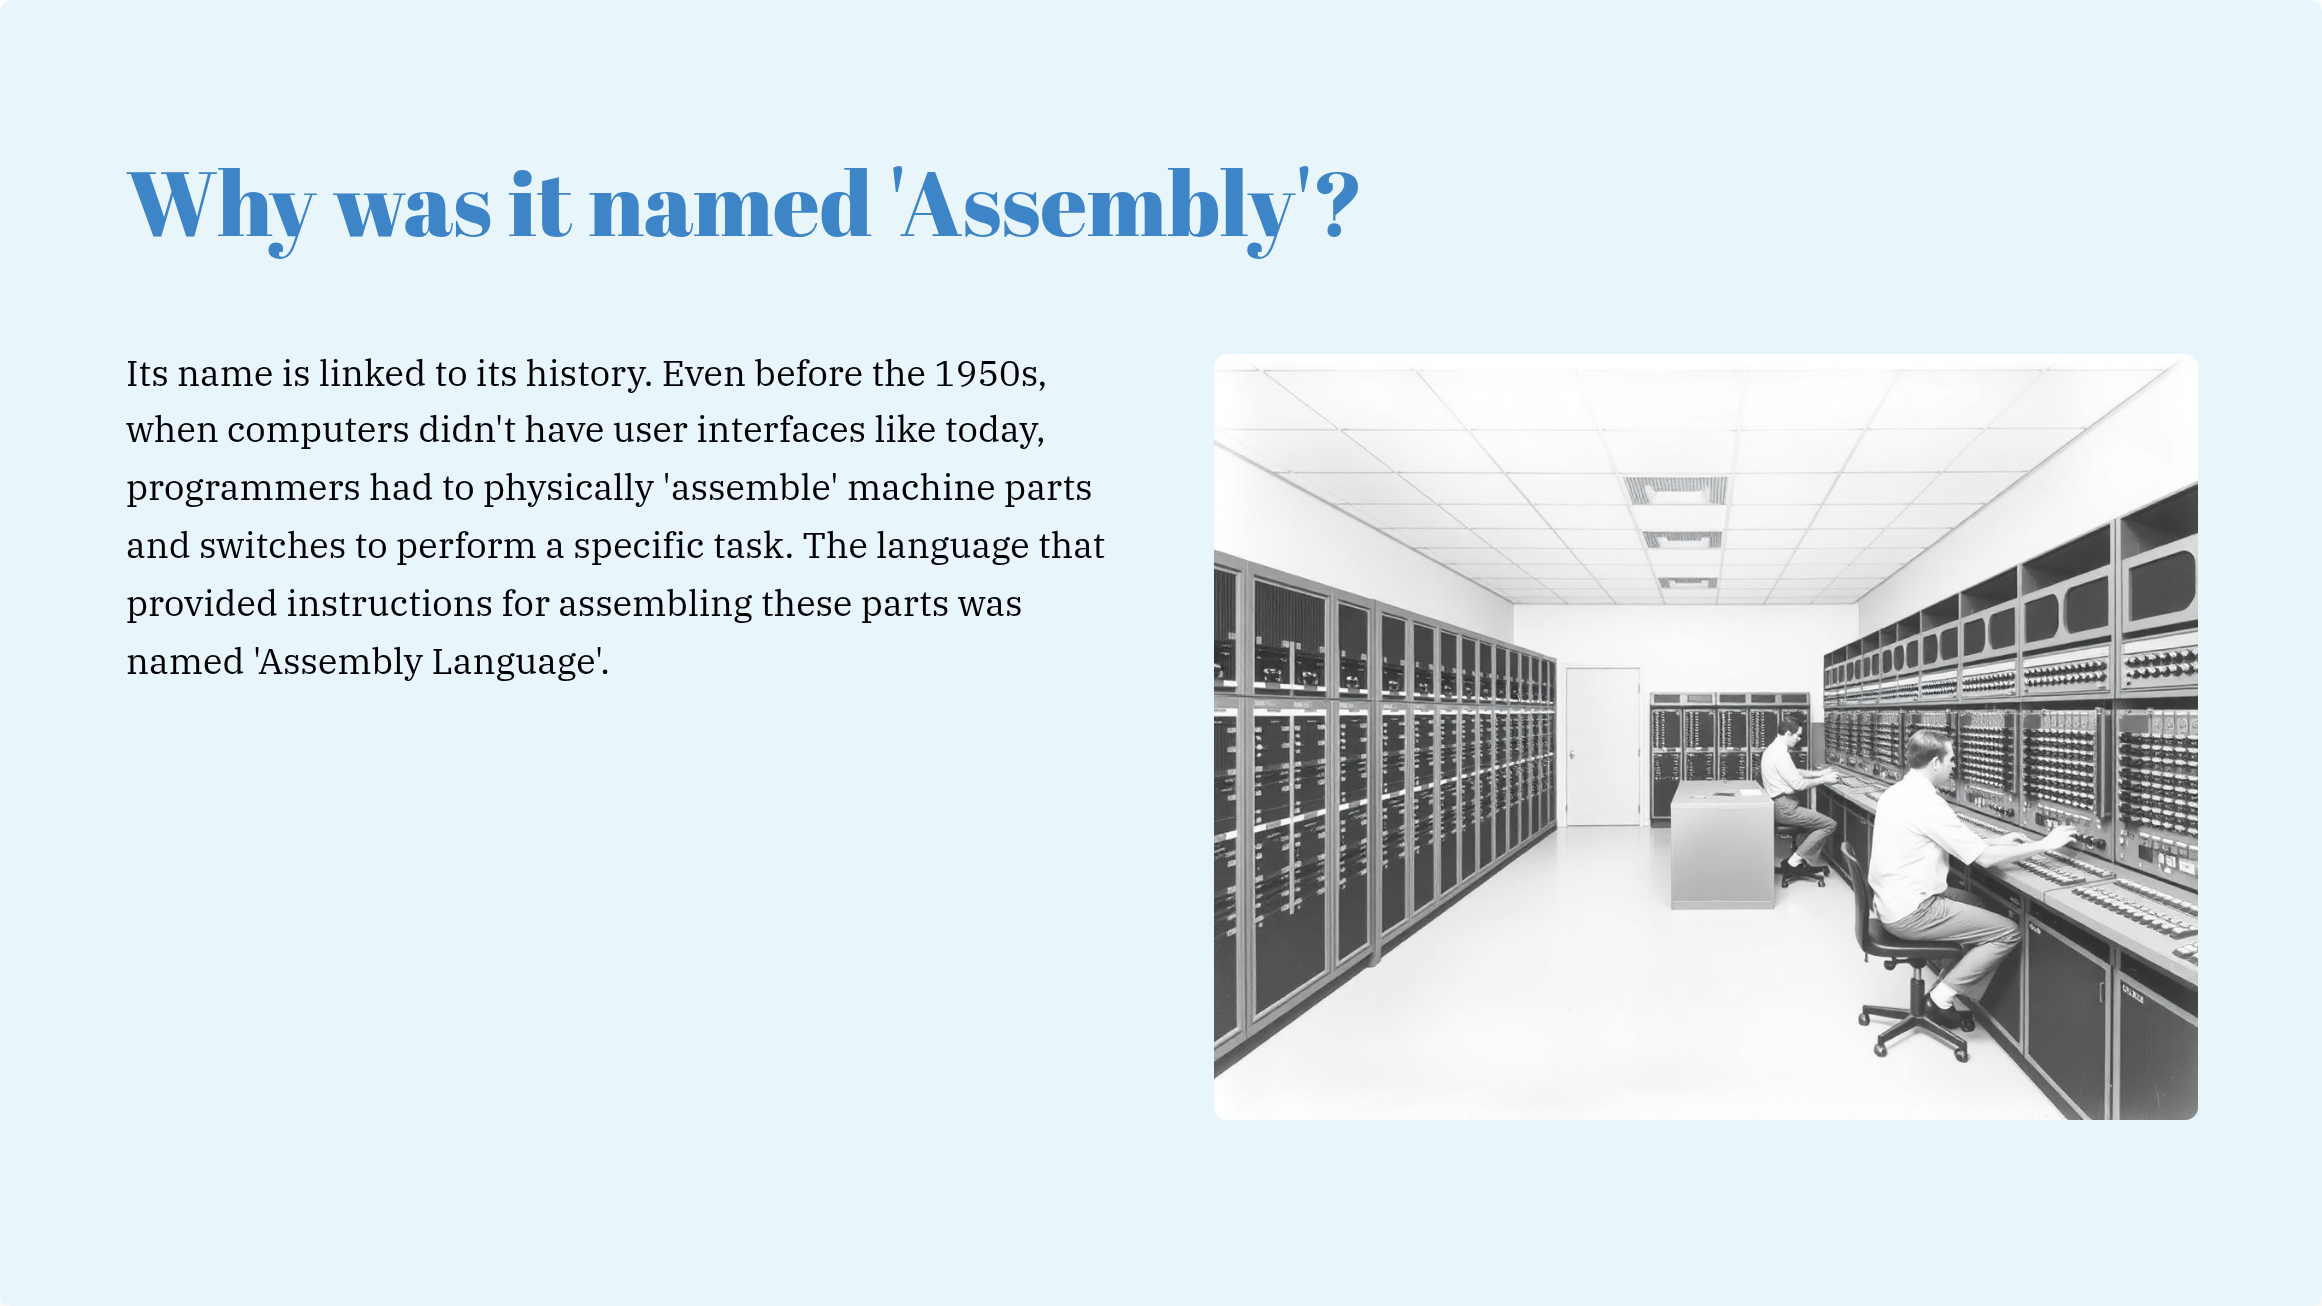 Why was it named 'Assembly'?
Its name is linked to its history. Even before the 1950s,
when computers didn't have user interfaces like today,
programmers had to physically 'assemble' machine parts
and switches to perform a specific task. The language that
provided instructions for assembling these parts was
named 'Assembly Language'.